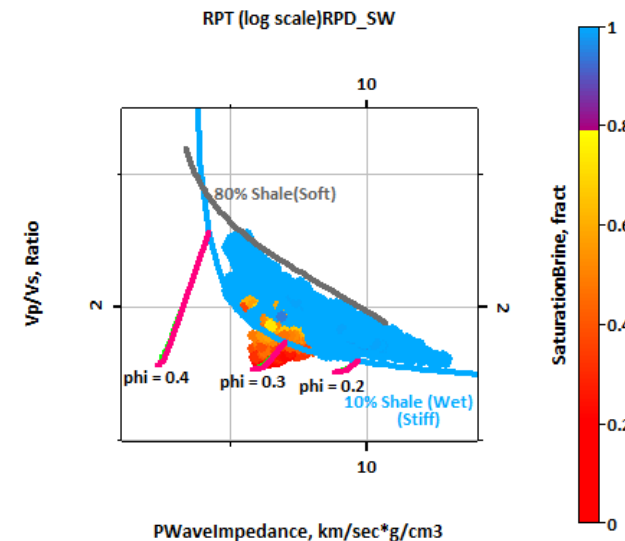 RPT (log scale)RPD_SW
10
80% Shale(Soft)
Vp/Vs, Ratio
2
2
phi = 0.4
phi = 0.3
phi = 0.2
10% Shale (Wet)
(Stiff)
10
PWaveImpedance, km/sec*g/cm3
SaturationBrine, fract
1
0.8
0.6
0.4
0.2
0